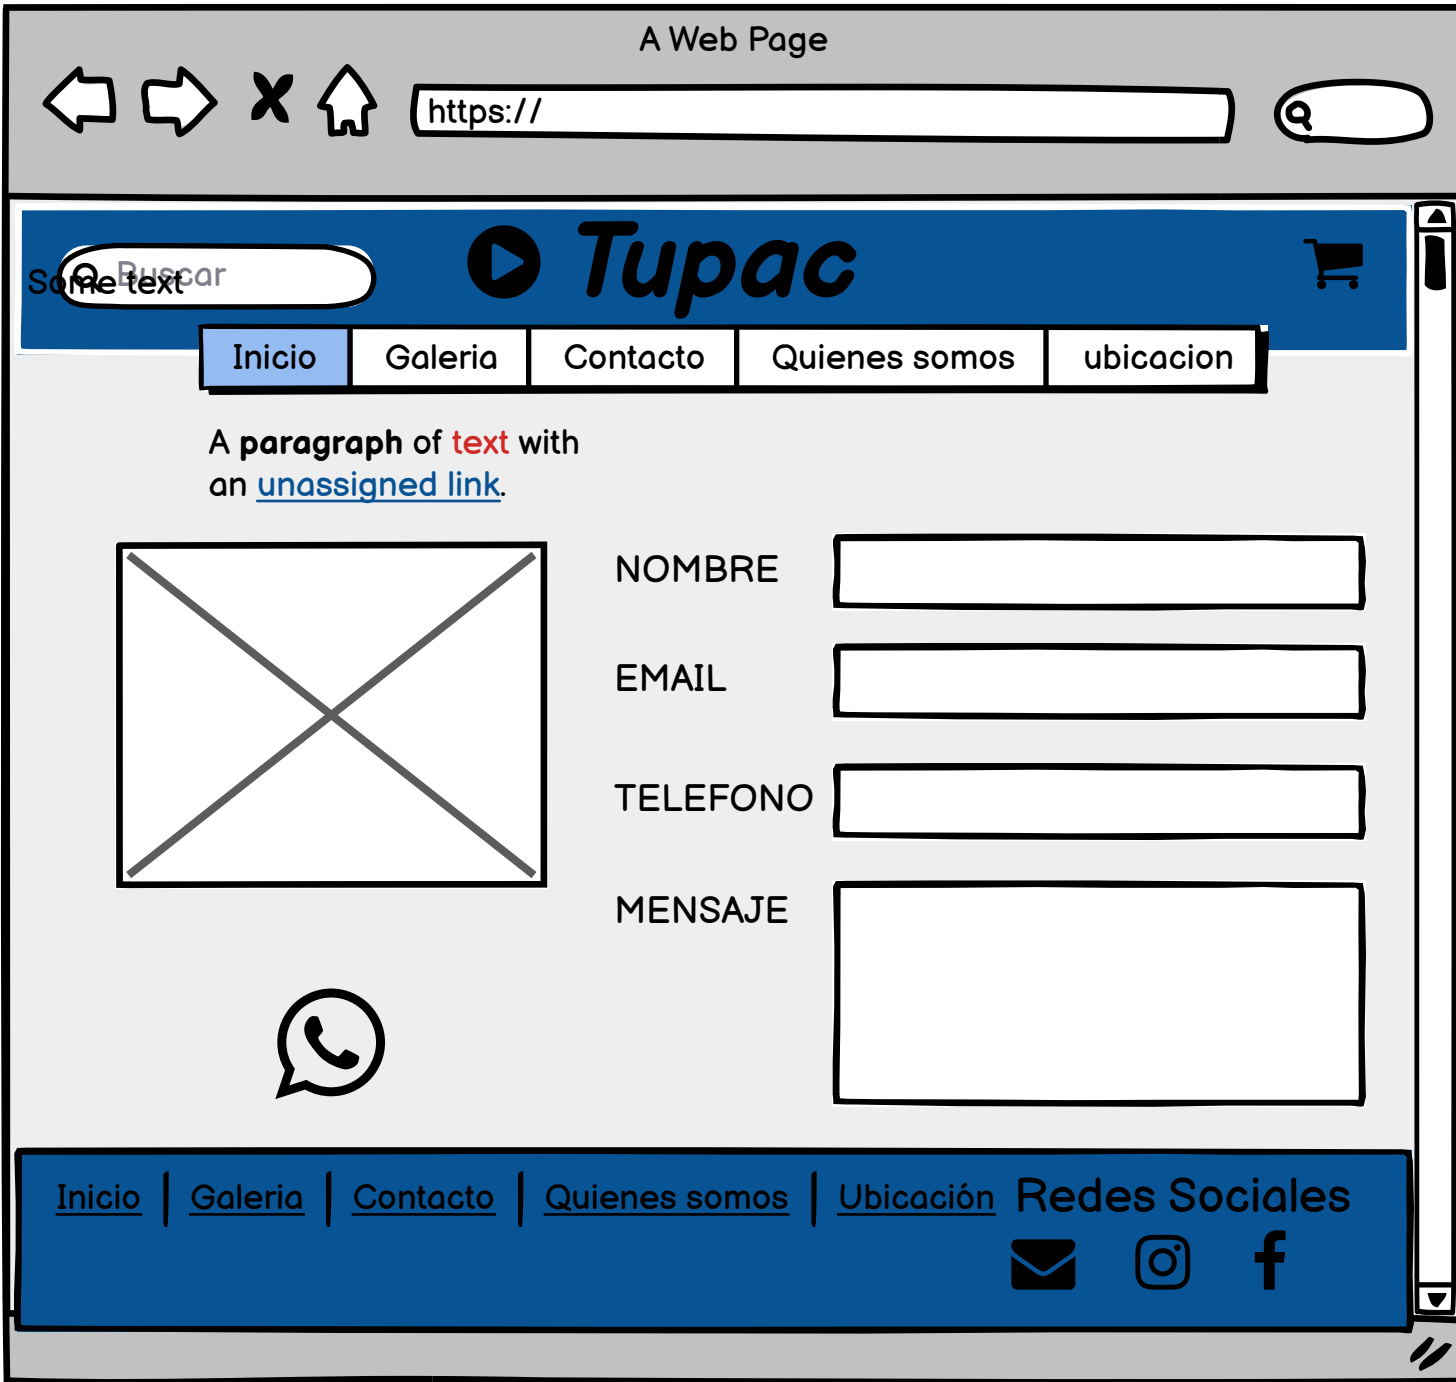 A Web Page
https://
Buscar
Some text
Tupac
Inicio Galeria Contacto Quienes somos ubicacion
A paragraph of text with
an unassigned link.
NOMBRE
EMAIL
TELEFONO
MENSAJE
Inicio Galeria Contacto Quienes somos Ubicación Redes Sociales